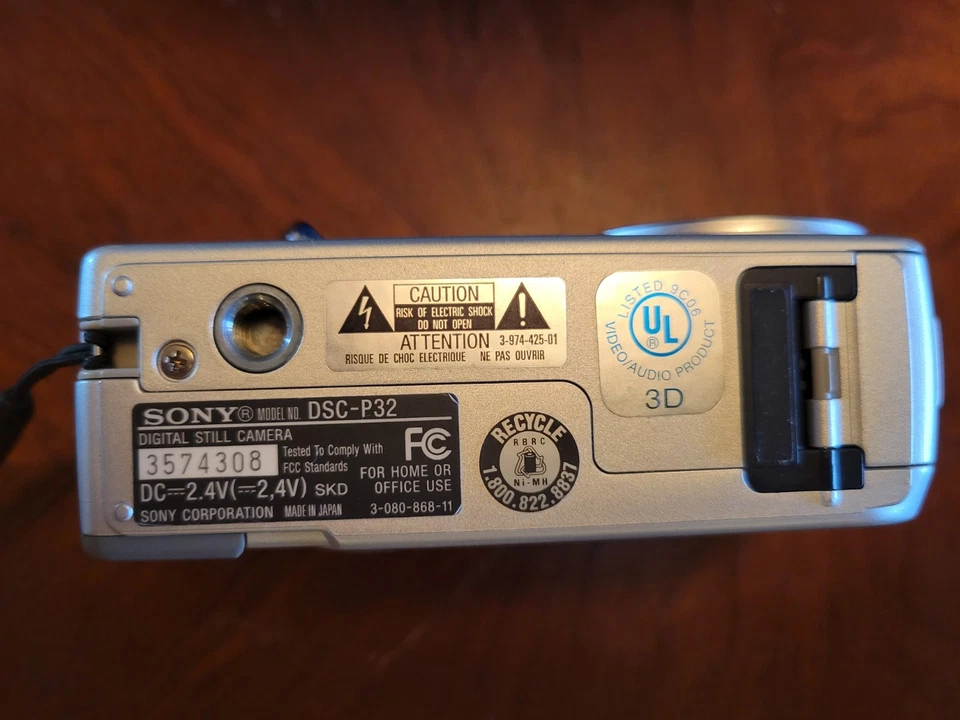 CAUTION
RISK OF ELECTRIC SHOCK
DO NOT OPEN
ATTENTION 3-974-425-01
RISQUE DE CHOC ELECTRIQUE NE PAS OUVRIR
LISTED 9C06
UL
®
VIDEO/AUDIO PRODUCT
3D
SONY® MODEL NO. DSC-P32
DIGITAL STILL CAMERA
3574308
Tested To Comply With
FCC Standards
FC
FOR HOME OR
OFFICE USE
DC⎓2.4V(⎓2,4V) SKD
SONY CORPORATION MADE IN JAPAN 3-080-868-11
RECYCLE
RBRC
Ni-MH
1.800.822.8837